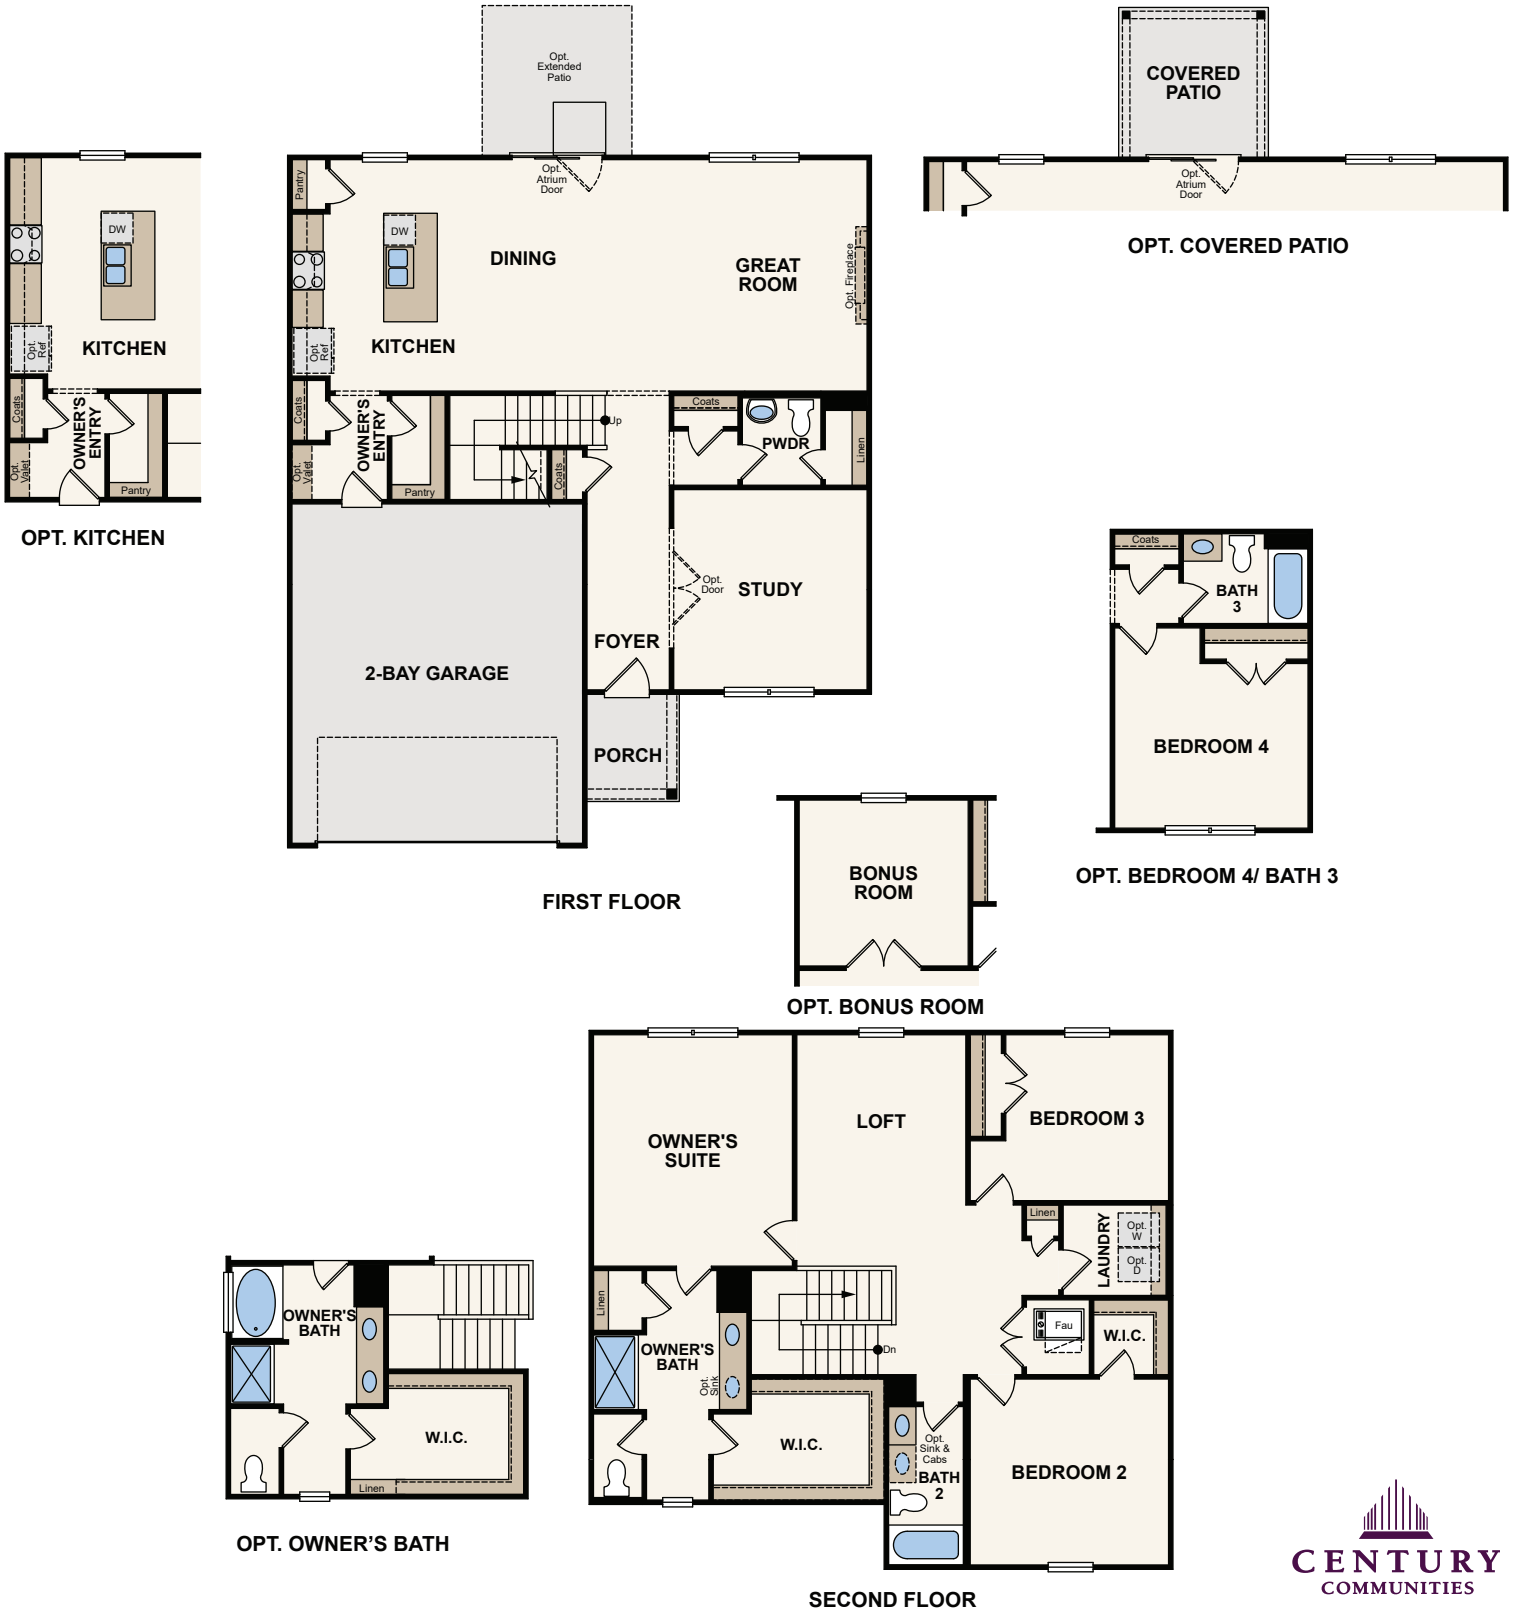 Opt.
Extended
Patio
COVERED
PATIO
Opt.
Atrium
Door
OPT. COVERED PATIO
DW
Opt.
Ref
KITCHEN
Coats
OWNER'S
ENTRY
Opt.
Valet
Pantry
OPT. KITCHEN
Pantry
Opt.
Atrium
Door
DW
DINING
GREAT
ROOM
Opt. Fireplace
Opt.
Ref
KITCHEN
Coats
OWNER'S
ENTRY
Opt.
Valet
Pantry
Up
Coats
Coats
PWDR
Linen
Opt.
Door
STUDY
FOYER
2-BAY GARAGE
PORCH
FIRST FLOOR
Coats
BATH
3
BEDROOM 4
OPT. BEDROOM 4/ BATH 3
BONUS
ROOM
OPT. BONUS ROOM
OWNER'S
SUITE
LOFT
BEDROOM 3
Linen
LAUNDRY
Opt.
W
Opt.
D
Linen
OWNER'S
BATH
Opt.
Sink
Dn
Fau
W.I.C.
W.I.C.
Opt.
Sink &
Cabs
BATH
2
BEDROOM 2
SECOND FLOOR
OWNER'S
BATH
W.I.C.
Linen
OPT. OWNER’S BATH
CENTURY
COMMUNITIES